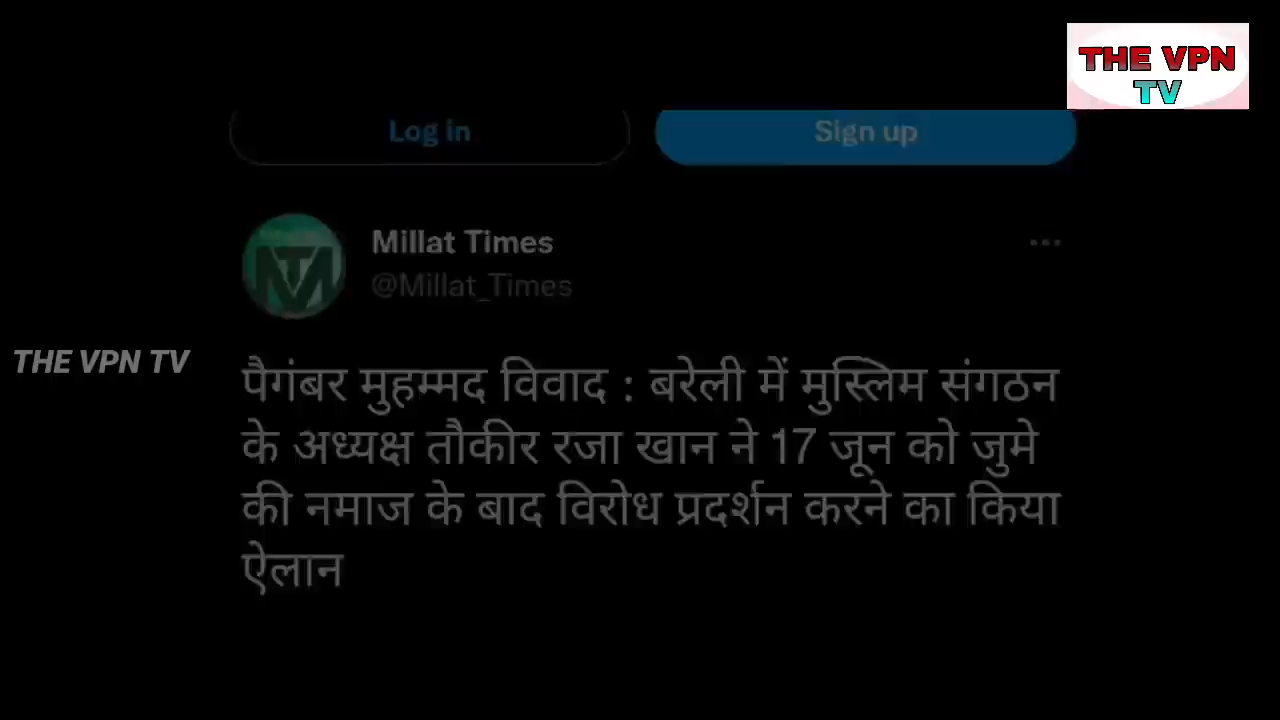 THE VPN
TV
Log in
Sign up
Millat Times
@Millat_Times
THE VPN TV
पैगंबर मुहम्मद विवाद : बरेली में मुस्लिम संगठन
के अध्यक्ष तौकीर रजा खान ने 17 जून को जुमे
की नमाज के बाद विरोध प्रदर्शन करने का किया
ऐलान